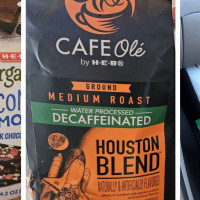 CAFE Olé
by H-E-B®
GROUND
MEDIUM ROAST
WATER PROCESSED
DECAFFEINATED
HOUSTON
BLEND
NATURALLY & ARTIFICIALLY FLAVORED
H-E-B